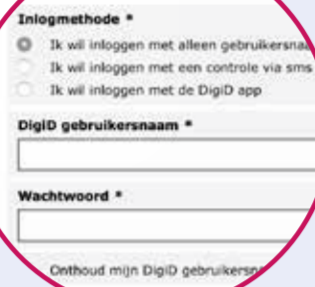 Inlogmethode *
Ik wil inloggen met alleen
Ik wil inloggen met een controle via sms
Ik wil inloggen met de DigiD app
DigiD gebruikersnaam *
Wachtwoord *
Onthoud mijn DigiD